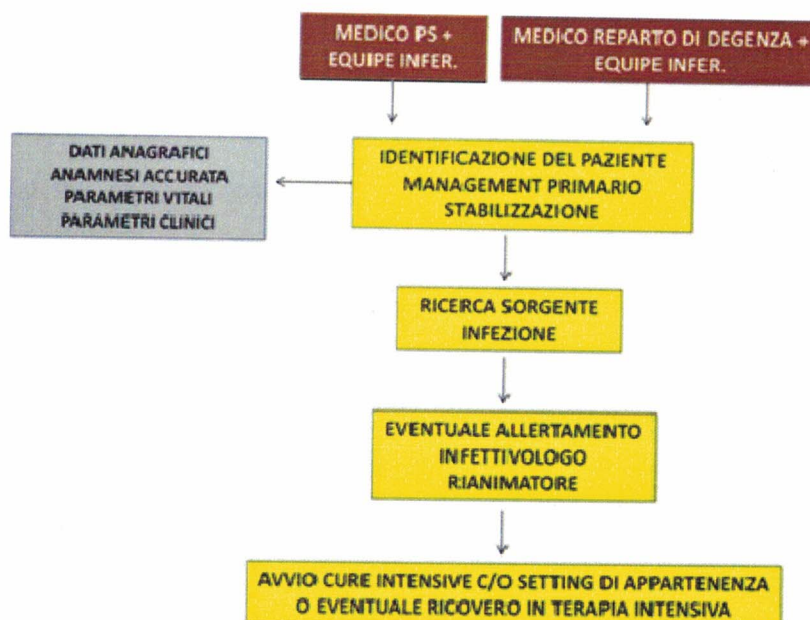 MEDICO PS +
EQUIPE INFER.
MEDICO REPARTO DI DEGENZA +
EQUIPE INFER.
DATI ANAGRAFICI
ANAMNESI ACCURATA
PARAMETRI VITALI
PARAMETRI CLINICI
IDENTIFICAZIONE DEL PAZIENTE
MANAGEMENT PRIMARIO
STABILIZZAZIONE
RICERCA SORGENTE
INFEZIONE
EVENTUALE ALLERTAMENTO
INFETTIVOLOGO
RIANIMATORE
AVVIO CURE INTENSIVE C/O SETTING DI APPARTENENZA
O EVENTUALE RICOVERO IN TERAPIA INTENSIVA